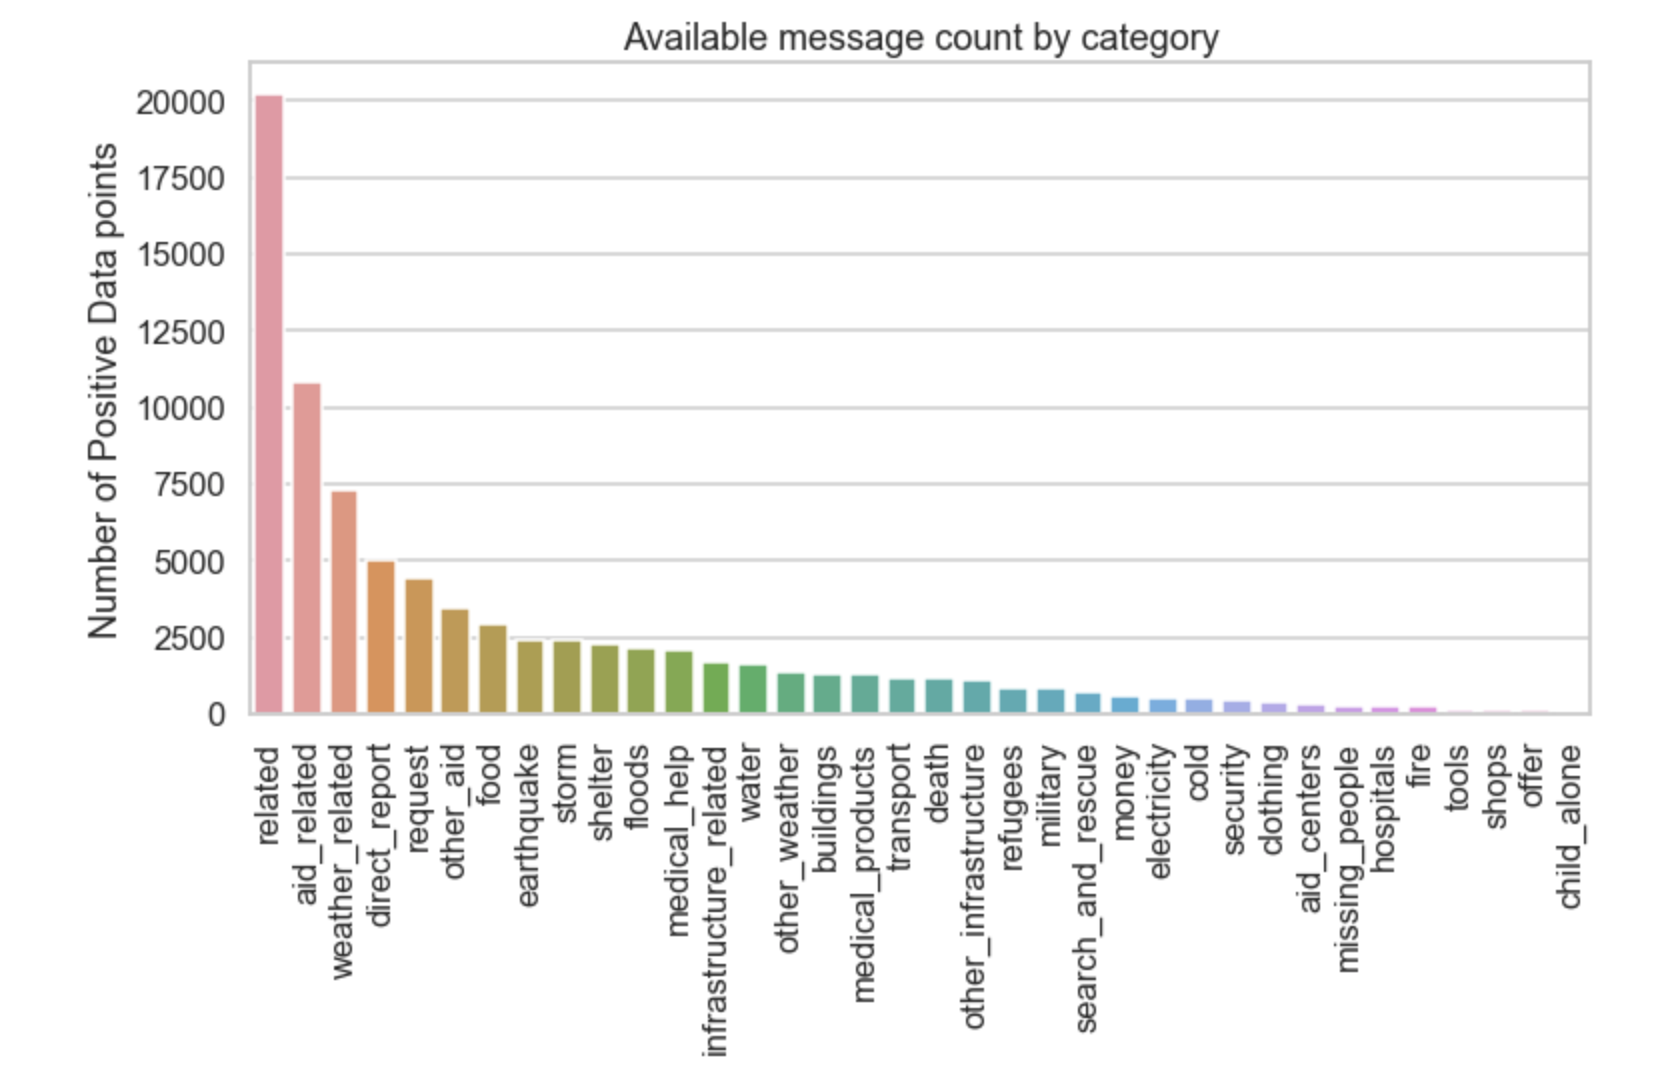 Available message count by category
Number of Positive Data points
20000
17500
15000
12500
10000
7500
5000
2500
0
related
aid_related
weather_related
direct_report
request
other_aid
food
earthquake
storm
shelter
floods
medical_help
infrastructure_related
water
other_weather
buildings
medical_products
transport
death
other_infrastructure
refugees
military
search_and_rescue
money
electricity
cold
security
clothing
aid_centers
missing_people
hospitals
fire
tools
shops
offer
child_alone